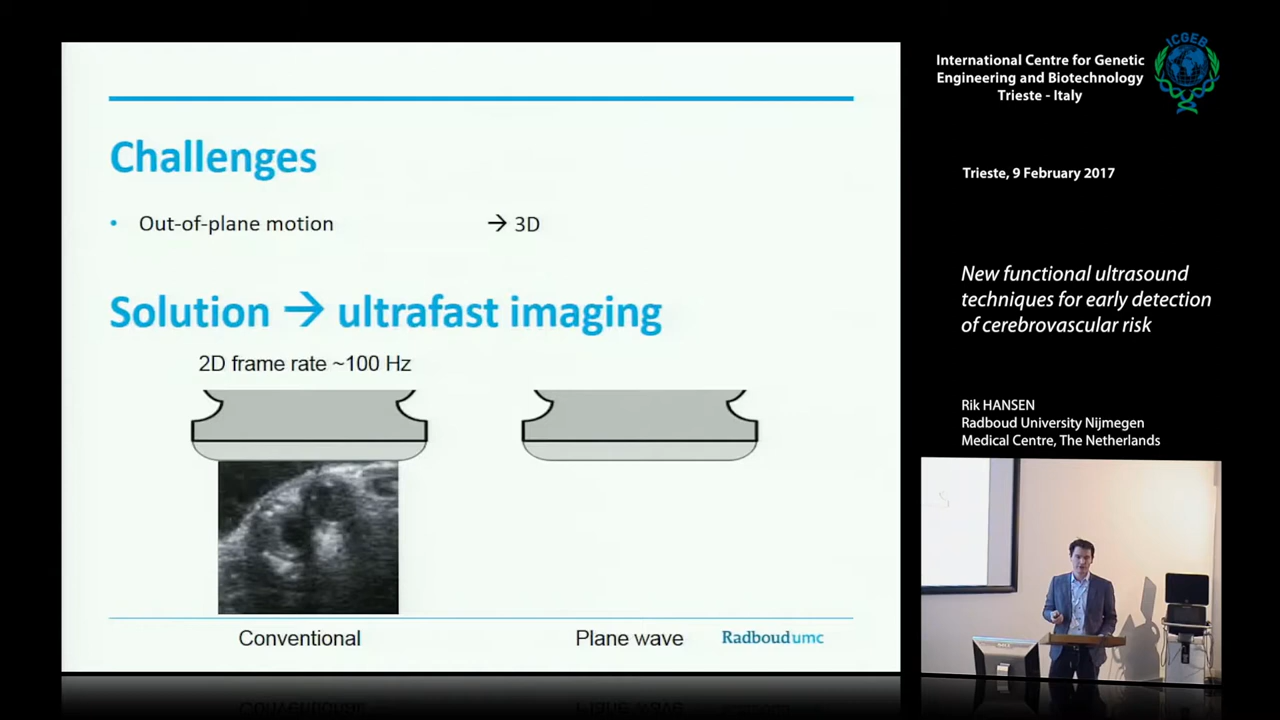 Challenges
• Out-of-plane motion → 3D
Solution → ultrafast imaging
2D frame rate ~100 Hz
Conventional
Plane wave
Radboudumc
International Centre for Genetic
Engineering and Biotechnology
Trieste - Italy
ICGEB
Trieste, 9 February 2017
New functional ultrasound
techniques for early detection
of cerebrovascular risk
Rik HANSEN
Radboud University Nijmegen
Medical Centre, The Netherlands